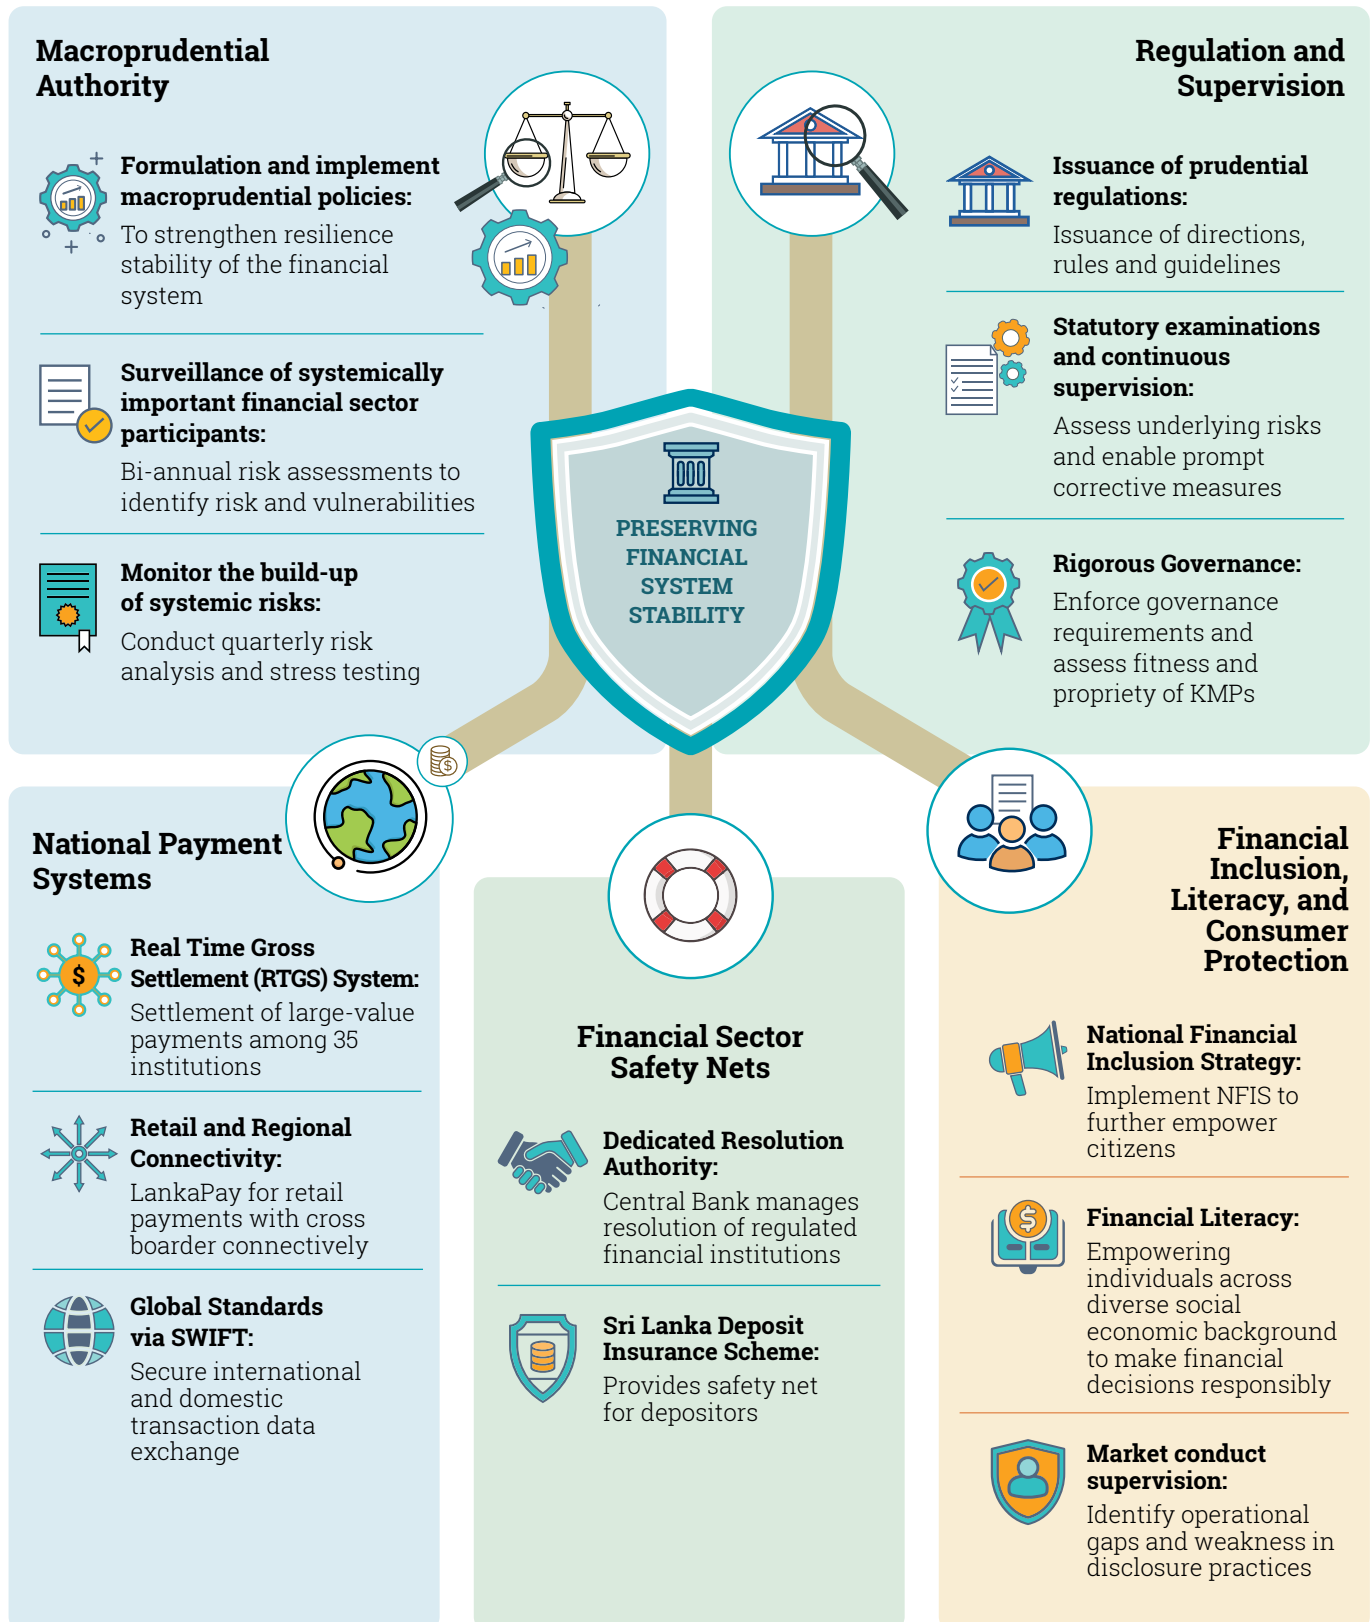 Macroprudential
Authority
Formulation and implement
macroprudential policies:
To strengthen resilience
stability of the financial
system
Surveillance of systemically
important financial sector
participants:
Bi-annual risk assessments to
identify risk and vulnerabilities
Monitor the build-up
of systemic risks:
Conduct quarterly risk
analysis and stress testing
Regulation and
Supervision
Issuance of prudential
regulations:
Issuance of directions,
rules and guidelines
Statutory examinations
and continuous
supervision:
Assess underlying risks
and enable prompt
corrective measures
Rigorous Governance:
Enforce governance
requirements and
assess fitness and
propriety of KMPs
PRESERVING
FINANCIAL
SYSTEM
STABILITY
National Payment
Systems
$
$
Real Time Gross
Settlement (RTGS) System:
Settlement of large-value
payments among 35
institutions
Retail and Regional
Connectivity:
LankaPay for retail
payments with cross
boarder connectively
Global Standards
via SWIFT:
Secure international
and domestic
transaction data
exchange
Financial Sector
Safety Nets
Dedicated Resolution
Authority:
Central Bank manages
resolution of regulated
financial institutions
Sri Lanka Deposit
Insurance Scheme:
Provides safety net
for depositors
Financial
Inclusion,
Literacy, and
Consumer
Protection
National Financial
Inclusion Strategy:
Implement NFIS to
further empower
citizens
$
Financial Literacy:
Empowering
individuals across
diverse social
economic background
to make financial
decisions responsibly
Market conduct
supervision:
Identify operational
gaps and weakness in
disclosure practices